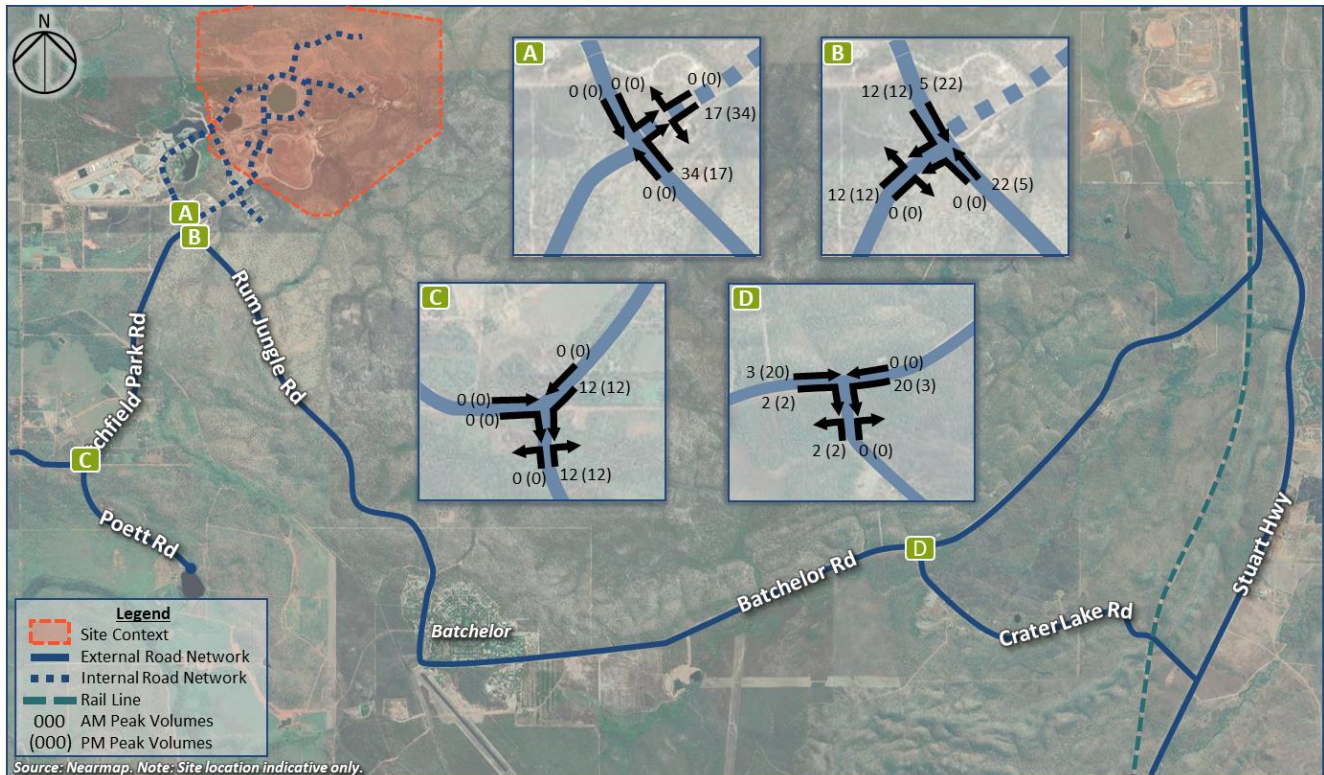 N
A
0 (0)
0 (0)
0 (0)
17 (34)
34 (17)
0 (0)
B
12 (12)
5 (22)
12 (12)
0 (0)
0 (0)
22 (5)
A
B
Rum Jungle Rd
chfield Park Rd
C
Poett Rd
C
0 (0)
12 (12)
0 (0)
0 (0)
0 (0)
12 (12)
D
3 (20)
0 (0)
20 (3)
2 (2)
2 (2)
0 (0)
Batchelor
Batchelor Rd
D
Crater Lake Rd
Stuart Hwy
Legend
Site Context
External Road Network
Internal Road Network
Rail Line
000 AM Peak Volumes
(000) PM Peak Volumes
Source: Nearmap. Note: Site location indicative only.